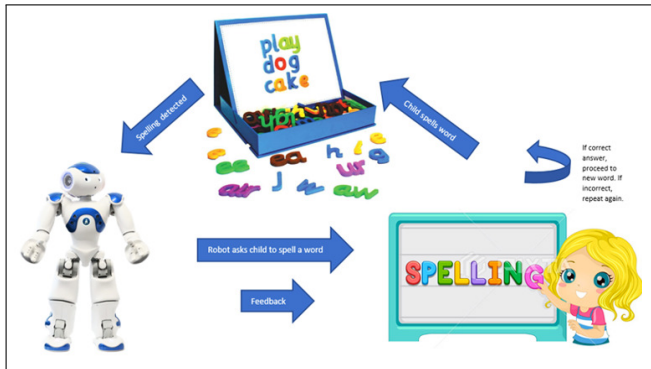 play
dog
cake
Spelling detected
Child spells word
If correct
answer,
proceed to
new word. If
incorrect,
repeat again.
Robot asks child to spell a word
SPELLING
Feedback